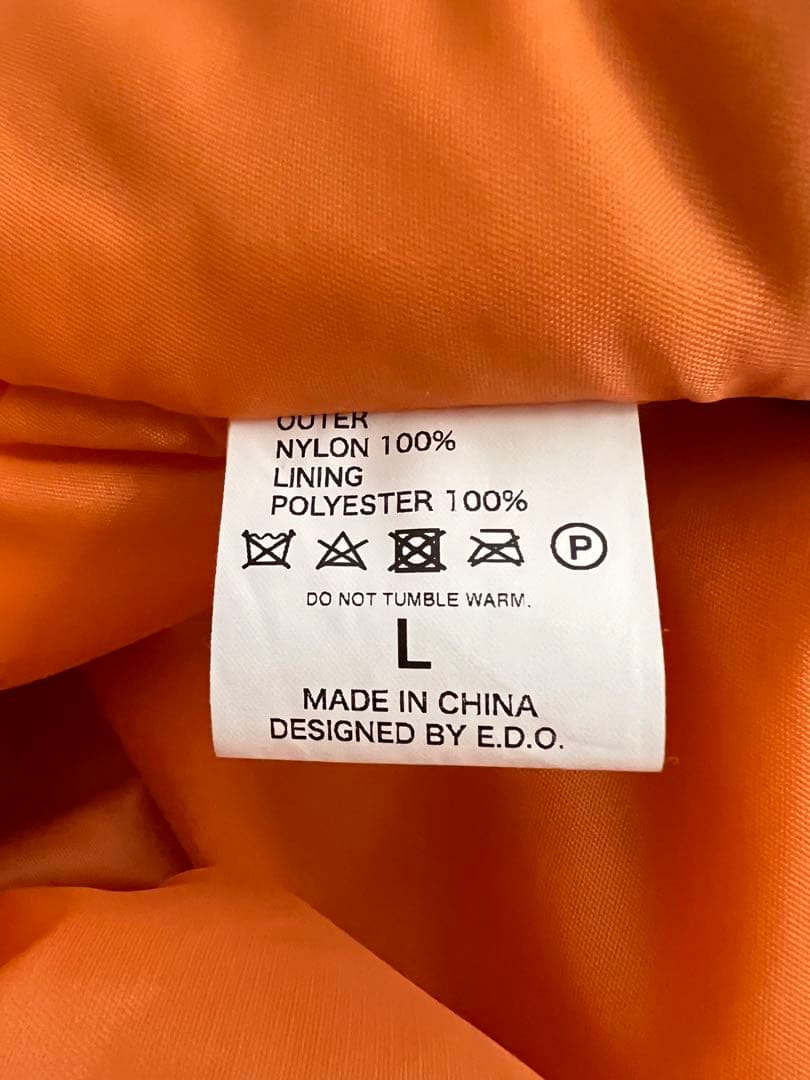 OUTER
NYLON 100%
LINING
POLYESTER 100%
P
DO NOT TUMBLE WARM.
L
MADE IN CHINA
DESIGNED BY E.D.O.